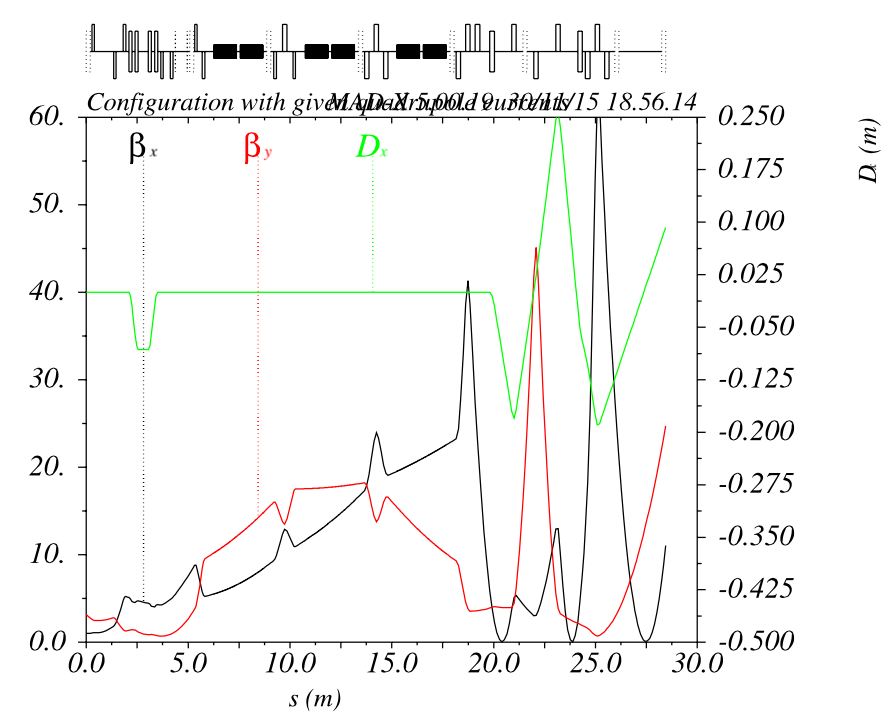 Configuration with given quadrupole currents
MAD-X 5.00.19 30/11/15 18.56.14
βx βy Dx
60. 0.250
0.175
50. 0.100
0.025
40. -0.050
30. -0.125
-0.200
20. -0.275
-0.350
10. -0.425
0.0 -0.500
0.0 5.0 10.0 15.0 20.0 25.0 30.0
s (m)
Dx (m)